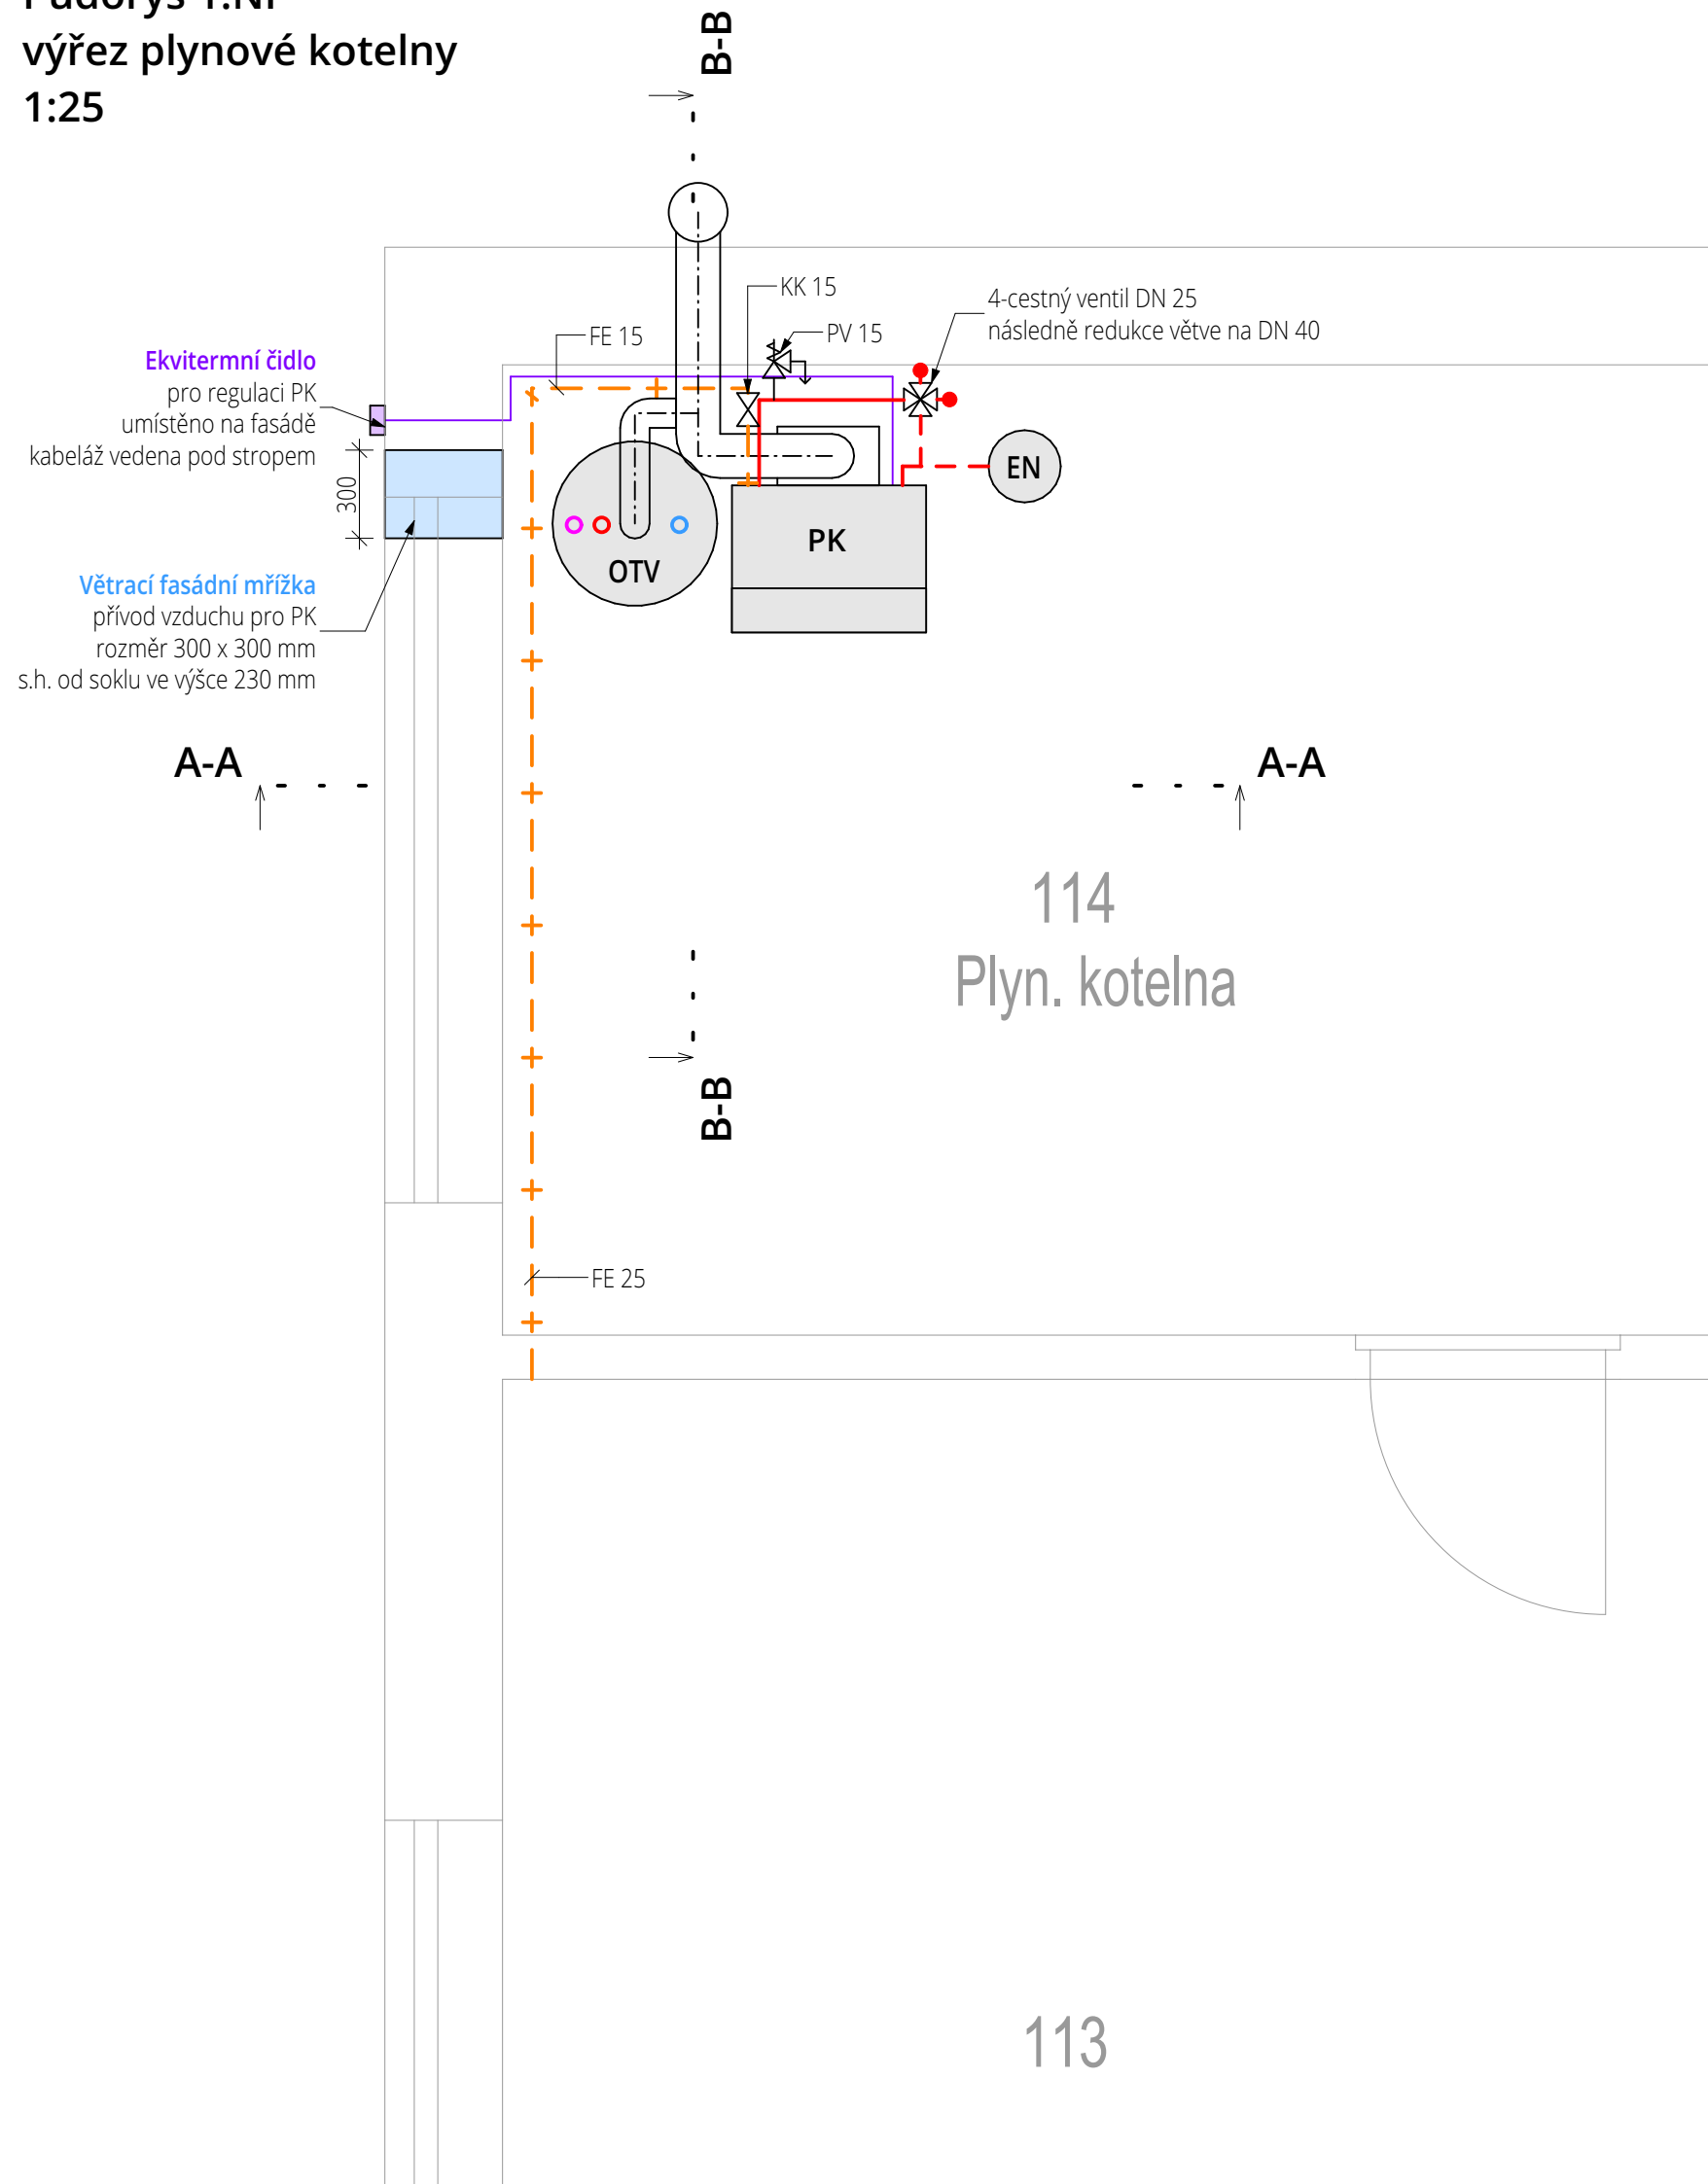 výřez plynové kotelny
1:25
B-B
KK 15
FE 15
PV 15
4-cestný ventil DN 25
následně redukce větve na DN 40
Ekvitermní čidlo
pro regulaci PK
umístěno na fasádě
kabeláž vedena pod stropem
300
EN
PK
OTV
Větrací fasádní mřížka
přívod vzduchu pro PK
rozměr 300 x 300 mm
s.h. od soklu ve výšce 230 mm
A-A
A-A
114
Plyn. kotelna
B-B
FE 25
113